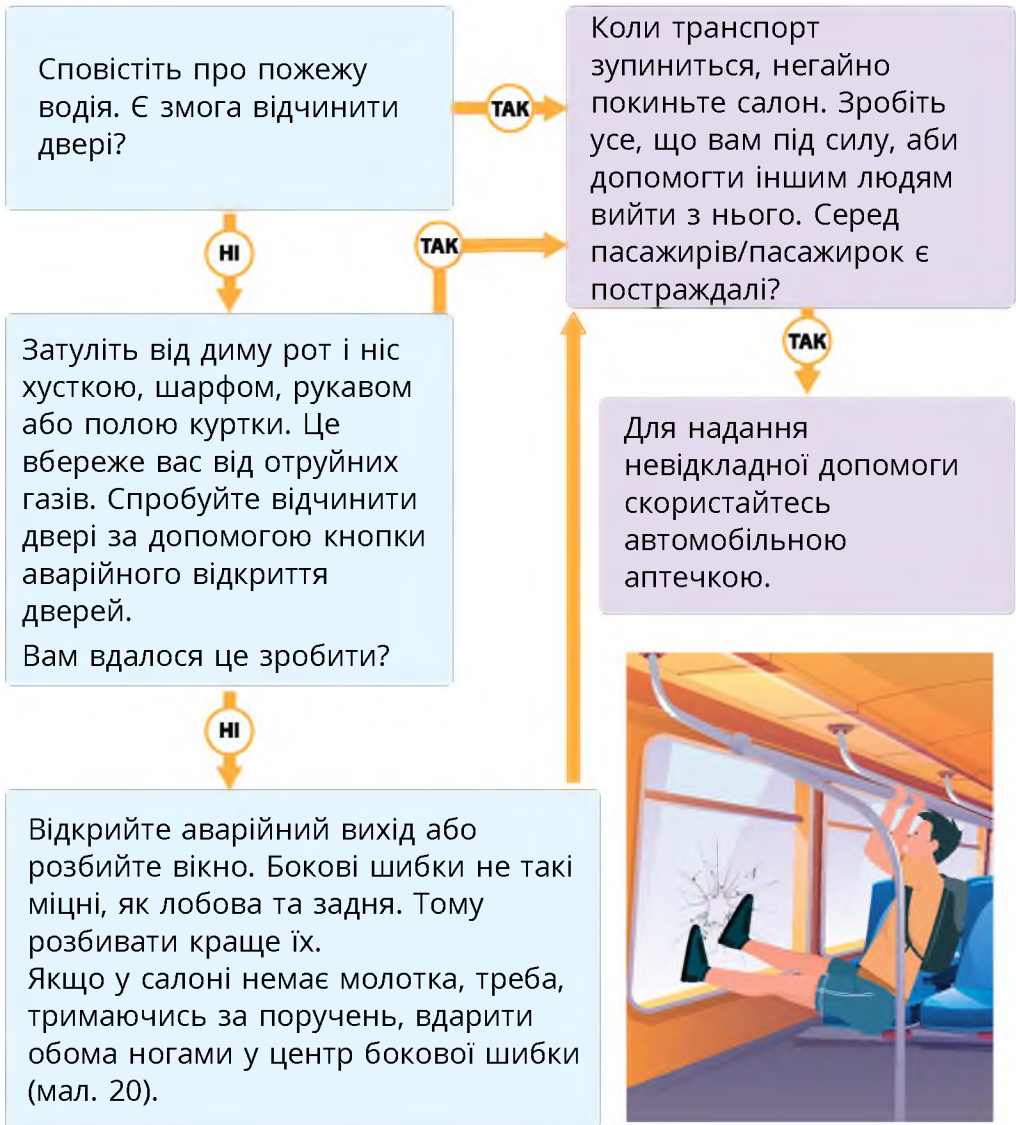 Сповістіть про пожежу
водія. Є змога відчинити
двері?
ТАК
Коли транспорт
зупиниться, негайно
покиньте салон. Зробіть
усе, що вам під силу, аби
допомогти іншим людям
вийти з нього. Серед
пасажирів/пасажирок є
постраждалі?
НІ
ТАК
Затуліть від диму рот і ніс
хусткою, шарфом, рукавом
або полою куртки. Це
вбереже вас від отруйних
газів. Спробуйте відчинити
двері за допомогою кнопки
аварійного відкриття
дверей.
Вам вдалося це зробити?
ТАК
Для надання
невідкладної допомоги
скористайтесь
автомобільною
аптечкою.
НІ
Відкрийте аварійний вихід або
розбийте вікно. Бокові шибки не такі
міцні, як лобова та задня. Тому
розбивати краще їх.
Якщо у салоні немає молотка, треба,
тримаючись за поручень, вдарити
обома ногами у центр бокової шибки
(мал. 20).